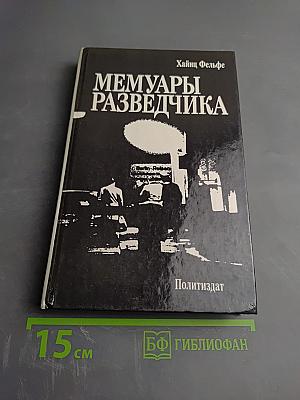 Хайнц Фельфе
МЕМУАРЫ
РАЗВЕДЧИКА
Политиздат
15 см
БФ ГИБЛИОФАН